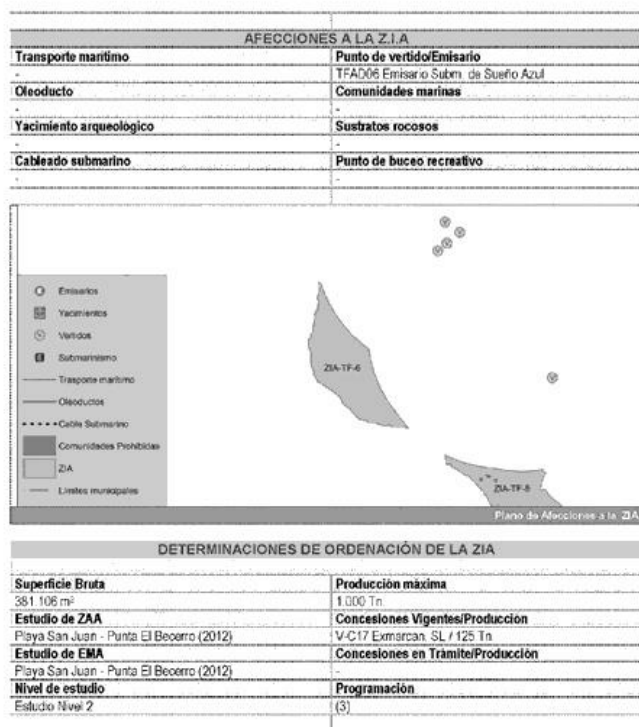 AFECCIONES A LA Z.I.A
Transporte marítimo Punto de vertido/Emisario
- TFAD06 Emisario Subm. de Sueño Azul
Oleoducto Comunidades marinas
- -
Yacimiento arqueológico Sustratos rocosos
- -
Cableado submarino Punto de buceo recreativo
- -
Emisarios
Yacimientos
Vertidos
Submarinismo
Trasporte marítimo
Oleoductos
Cable Submarino
Comunidades Prohibidas
ZIA
Límites municipales
ZIA-TF-6
ZIA-TF-8
Plano de Afecciones a la ZIA
DETERMINACIONES DE ORDENACIÓN DE LA ZIA
Superficie Bruta Producción máxima
381.106 m² 1.000 Tn.
Estudio de ZAA Concesiones Vigentes/Producción
Playa San Juan - Punta El Becerro (2012) V-C17 Exmarcan, SL / 125 Tn
Estudio de EMA Concesiones en Trámite/Producción
Playa San Juan - Punta El Becerro (2012) -
Nivel de estudio Programación
Estudio Nivel 2 (3)